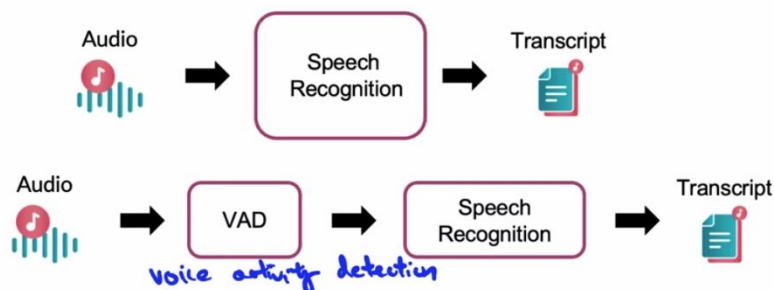 Audio
Speech
Recognition
Transcript
Audio
VAD
Speech
Recognition
Transcript
voice activity detection